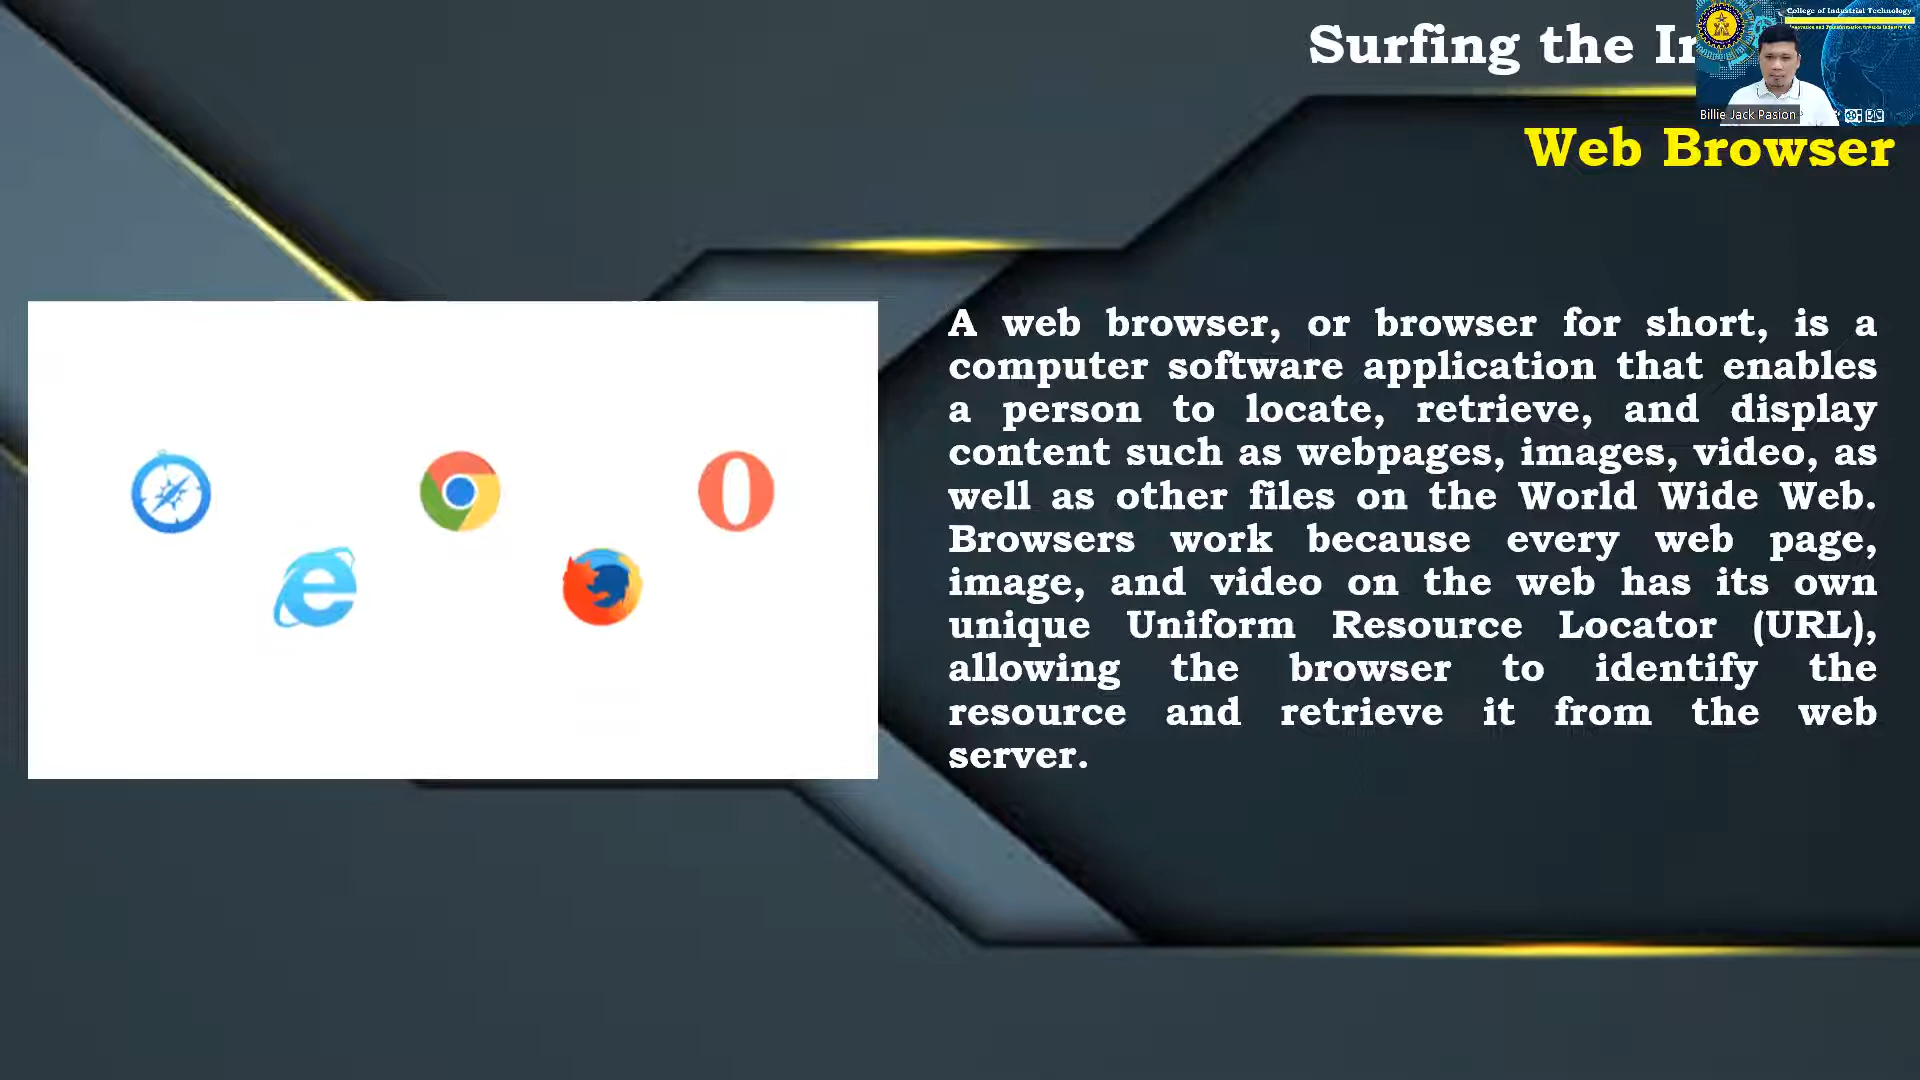 Surfing the In
College of Industrial Technology
Billie Jack Pasion
Web Browser
A web browser, or browser for short, is a
computer software application that enables
a person to locate, retrieve, and display
content such as webpages, images, video, as
well as other files on the World Wide Web.
Browsers work because every web page,
image, and video on the web has its own
unique Uniform Resource Locator (URL),
allowing the browser to identify the
resource and retrieve it from the web
server.